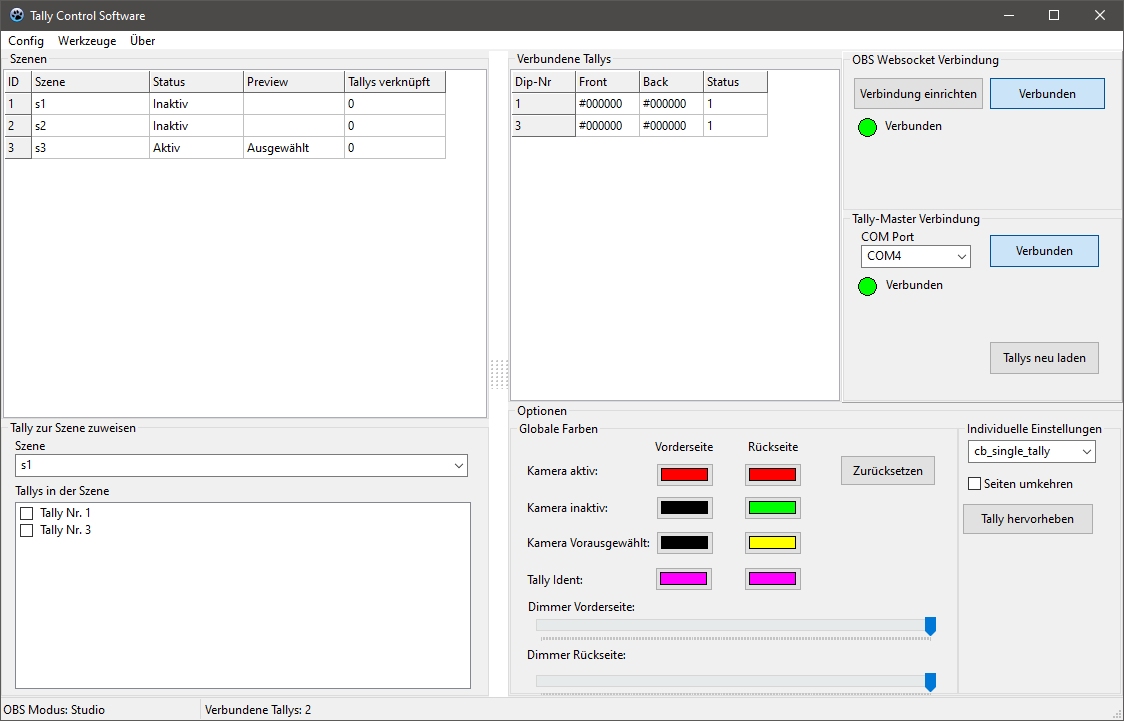 Tally Control Software
Config Werkzeuge Über
Szenen
ID Szene Status Preview Tallys verknüpft
1 s1 Inaktiv 0
2 s2 Inaktiv 0
3 s3 Aktiv Ausgewählt 0
Verbundene Tallys
Dip-Nr Front Back Status
1 #000000 #000000 1
3 #000000 #000000 1
OBS Websocket Verbindung
Verbindung einrichten Verbunden
Verbunden
Tally-Master Verbindung
COM Port
COM4 Verbunden
Verbunden
Tallys neu laden
Tally zur Szene zuweisen
Szene
s1
Tallys in der Szene
Tally Nr. 1
Tally Nr. 3
Optionen
Globale Farben
Vorderseite Rückseite
Kamera aktiv: Zurücksetzen
Kamera inaktiv:
Kamera Vorausgewählt:
Tally Ident:
Dimmer Vorderseite:
Dimmer Rückseite:
Individuelle Einstellungen
cb_single_tally
Seiten umkehren
Tally hervorheben
OBS Modus: Studio Verbundene Tallys: 2